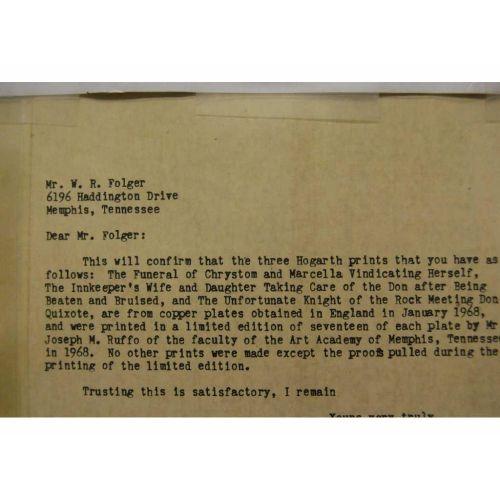 Mr. W. R. Folger
6196 Haddington Drive
Memphis, Tennessee
Dear Mr. Folger:
This will confirm that the three Hogarth prints that you have as
follows: The Funeral of Chrystom and Marcella Vindicating Herself,
The Innkeeper's Wife and Daughter Taking Care of the Don after Being
Beaten and Bruised, and The Unfortunate Knight of the Rock Meeting Don
Quixote, are from copper plates obtained in England in January 1968,
and were printed in a limited edition of seventeen of each plate by Mr
Joseph M. Ruffo of the faculty of the Art Academy of Memphis, Tennessee
in 1968. No other prints were made except the proofs pulled during the
printing of the limited edition.
Trusting this is satisfactory, I remain
Yours very truly